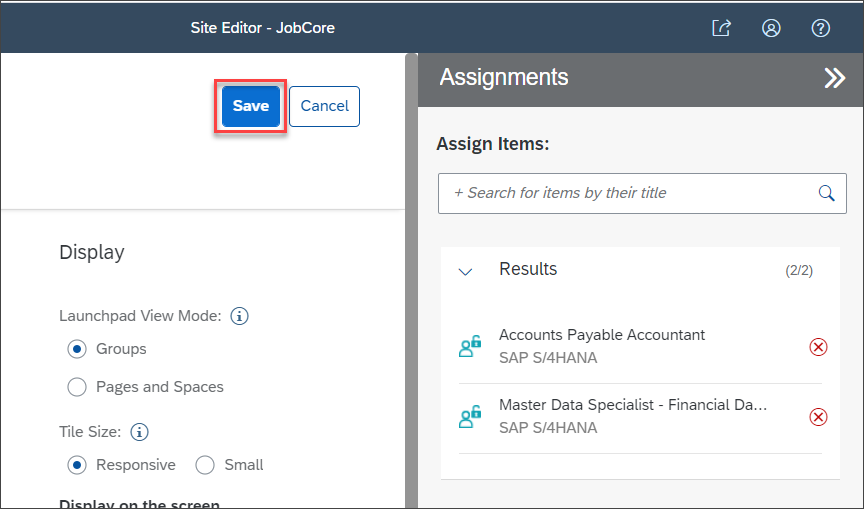 Site Editor - JobCore
Save
Cancel
Display
Launchpad View Mode:
Groups
Pages and Spaces
Tile Size:
Responsive
Small
Display on the screen
Assignments
Assign Items:
+ Search for items by their title
Results
(2/2)
Accounts Payable Accountant
SAP S/4HANA
Master Data Specialist - Financial Da...
SAP S/4HANA